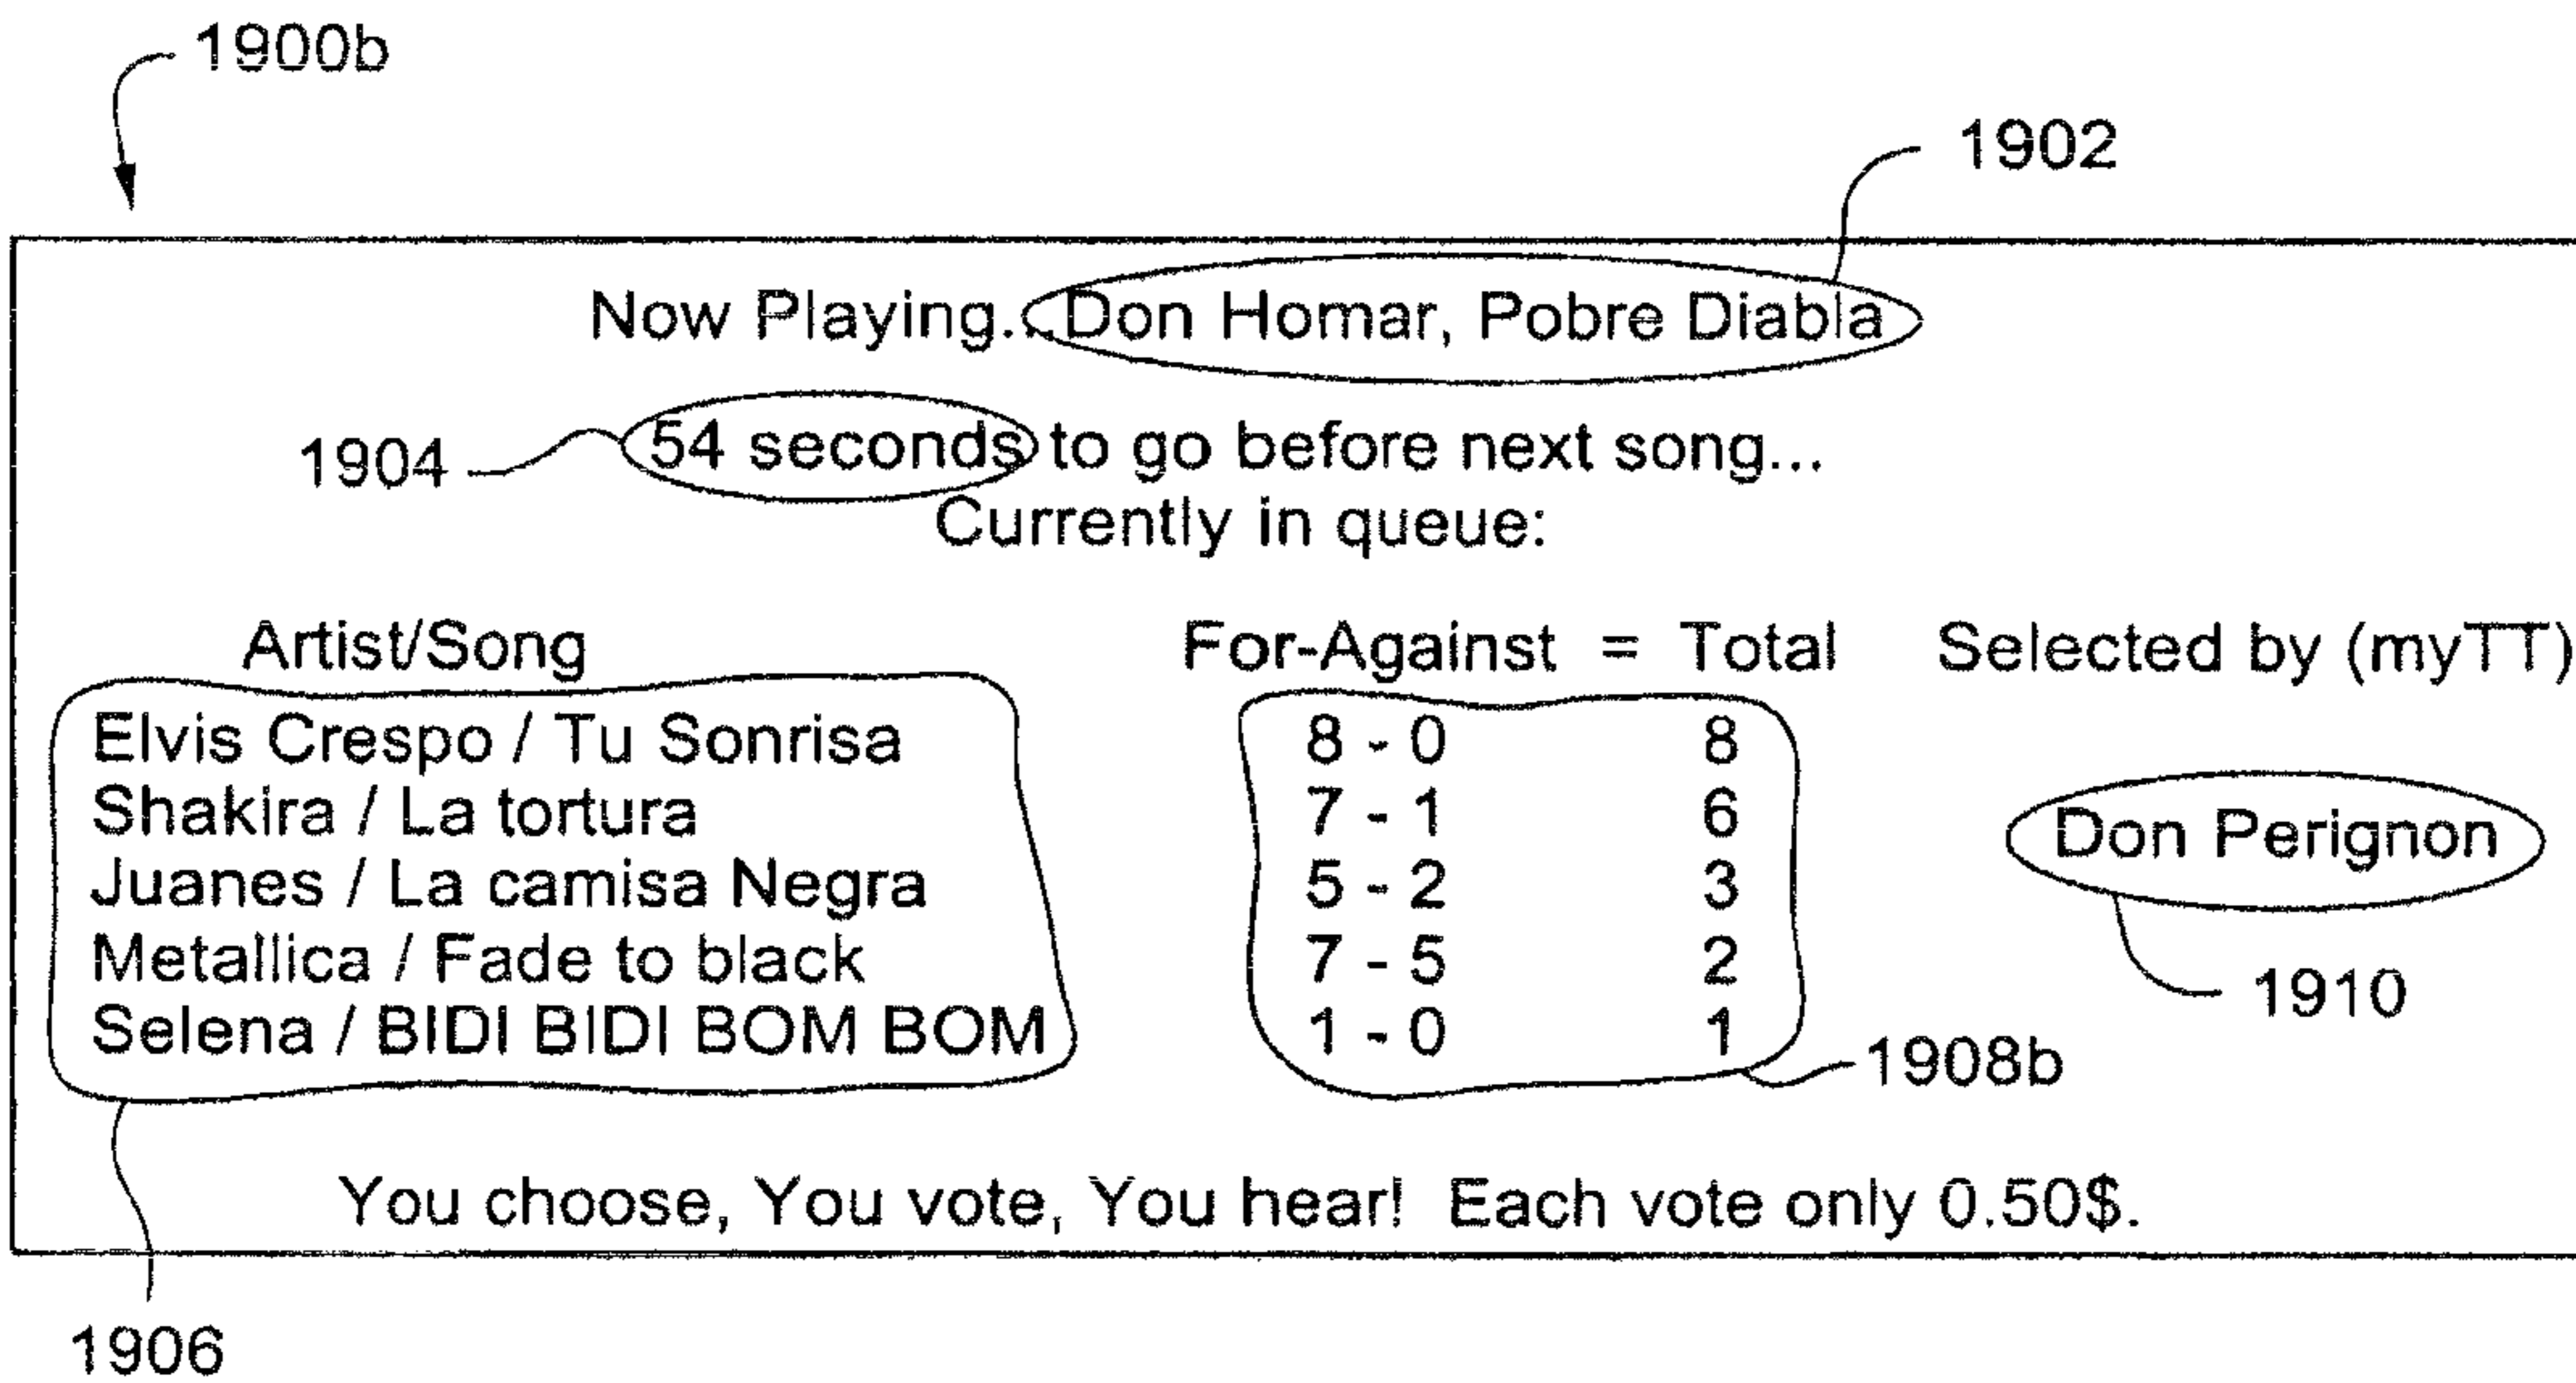 1900b
1902
Now Playing...Don Homar, Pobre Diabla
1904
54 seconds to go before next song...
Currently in queue:
Artist/Song For-Against = Total Selected by (myTT)
Elvis Crespo / Tu Sonrisa 8 - 0 8
Shakira / La tortura 7 - 1 6
Don Perignon
Juanes / La camisa Negra 5 - 2 3
Metallica / Fade to black 7 - 5 2
1910
Selena / BIDI BIDI BOM BOM 1 - 0 1
1908b
You choose, You vote, You hear! Each vote only 0.50$.
1906